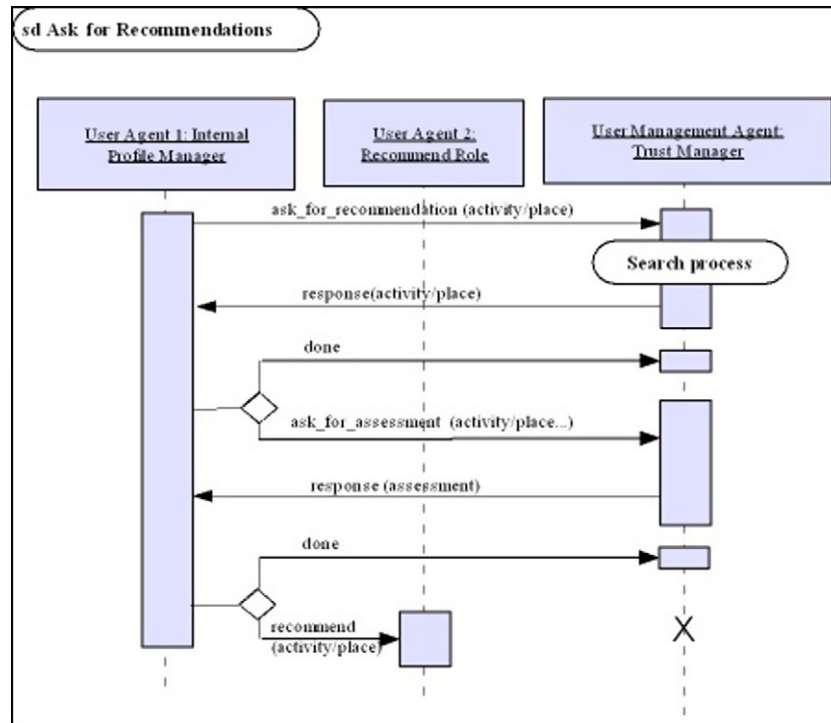 sd Ask for Recommendations
User Agent 1: Internal
Profile Manager
User Agent 2:
Recommend Role
User Management Agent:
Trust Manager
ask_for_recommendation (activity/place)
Search process
response(activity/place)
done
ask_for_assessment (activity/place...)
response (assessment)
done
recommend
(activity/place)
X